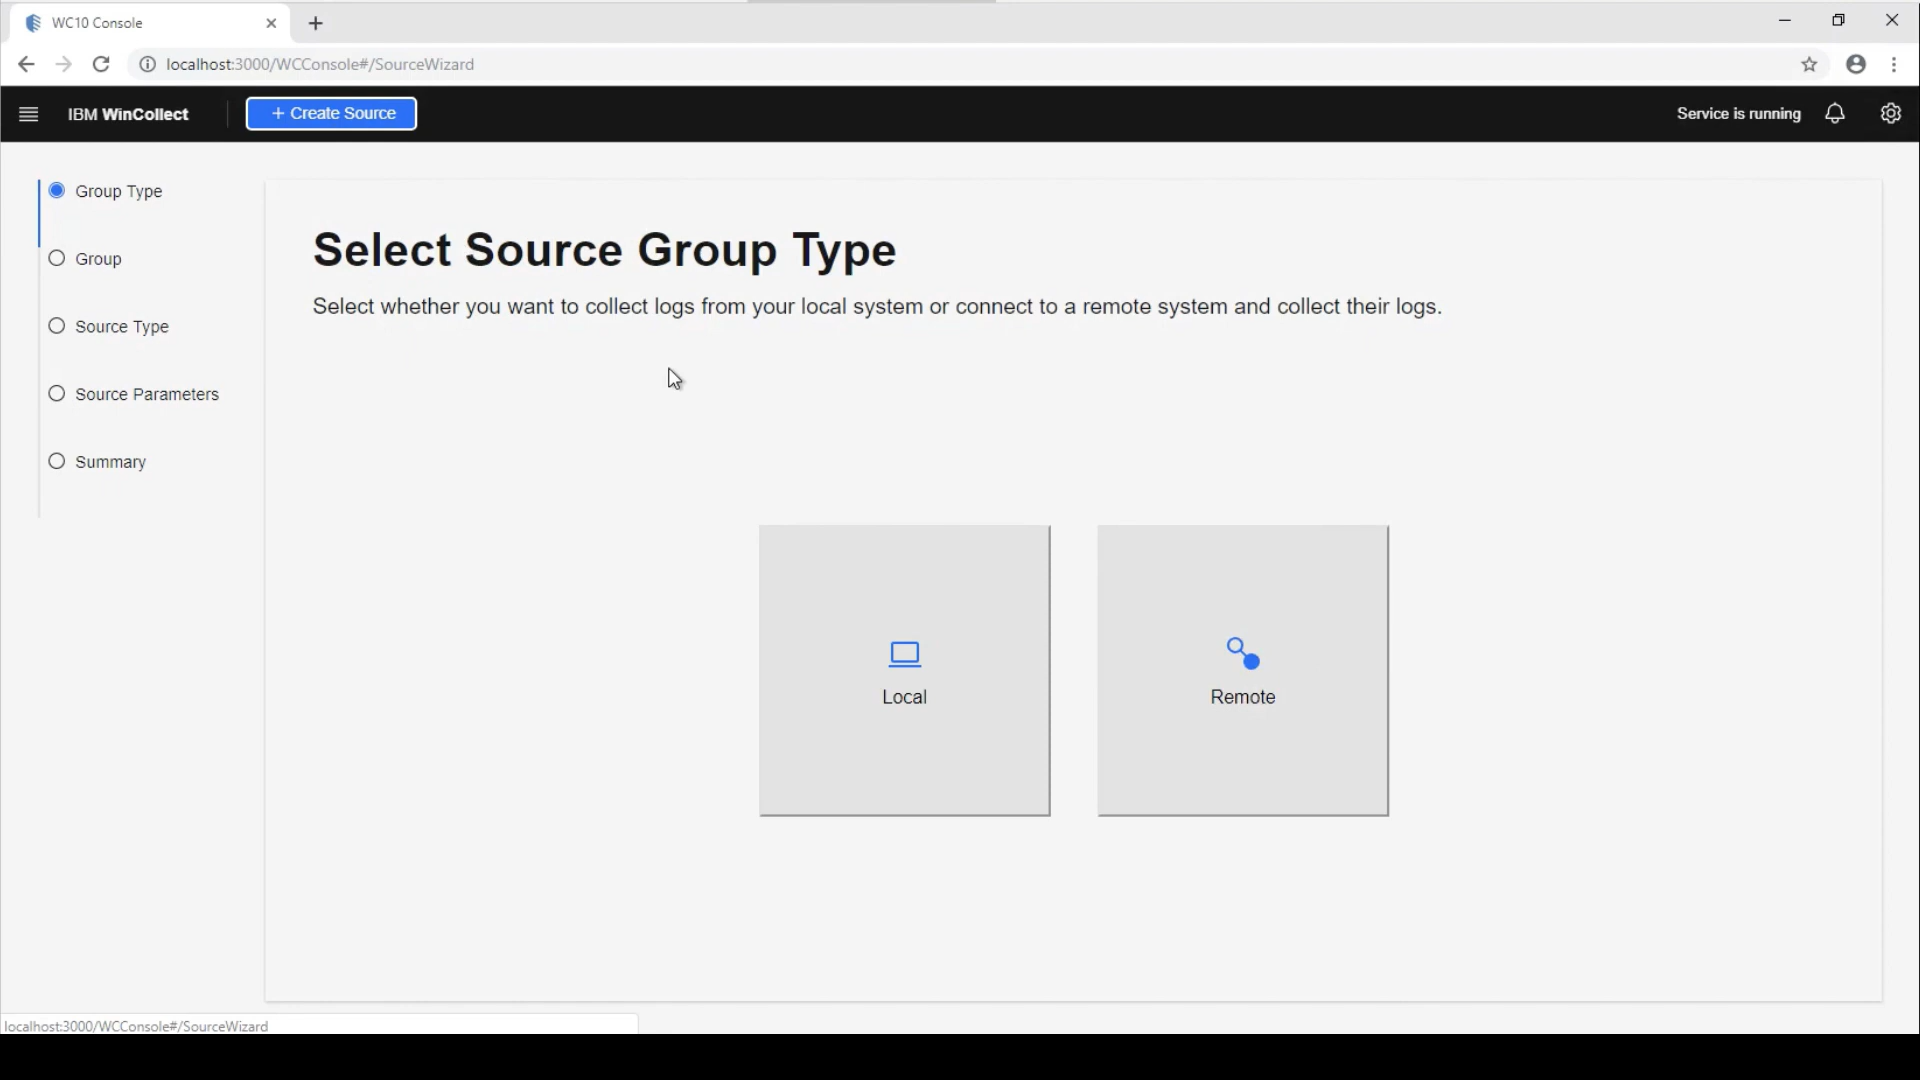 WC10 Console
localhost:3000/WCConsole#/SourceWizard
IBM WinCollect
+ Create Source
Service is running
Group Type
Group
Source Type
Source Parameters
Summary
Select Source Group Type
Select whether you want to collect logs from your local system or connect to a remote system and collect their logs.
Local
Remote
localhost:3000/WCConsole#/SourceWizard